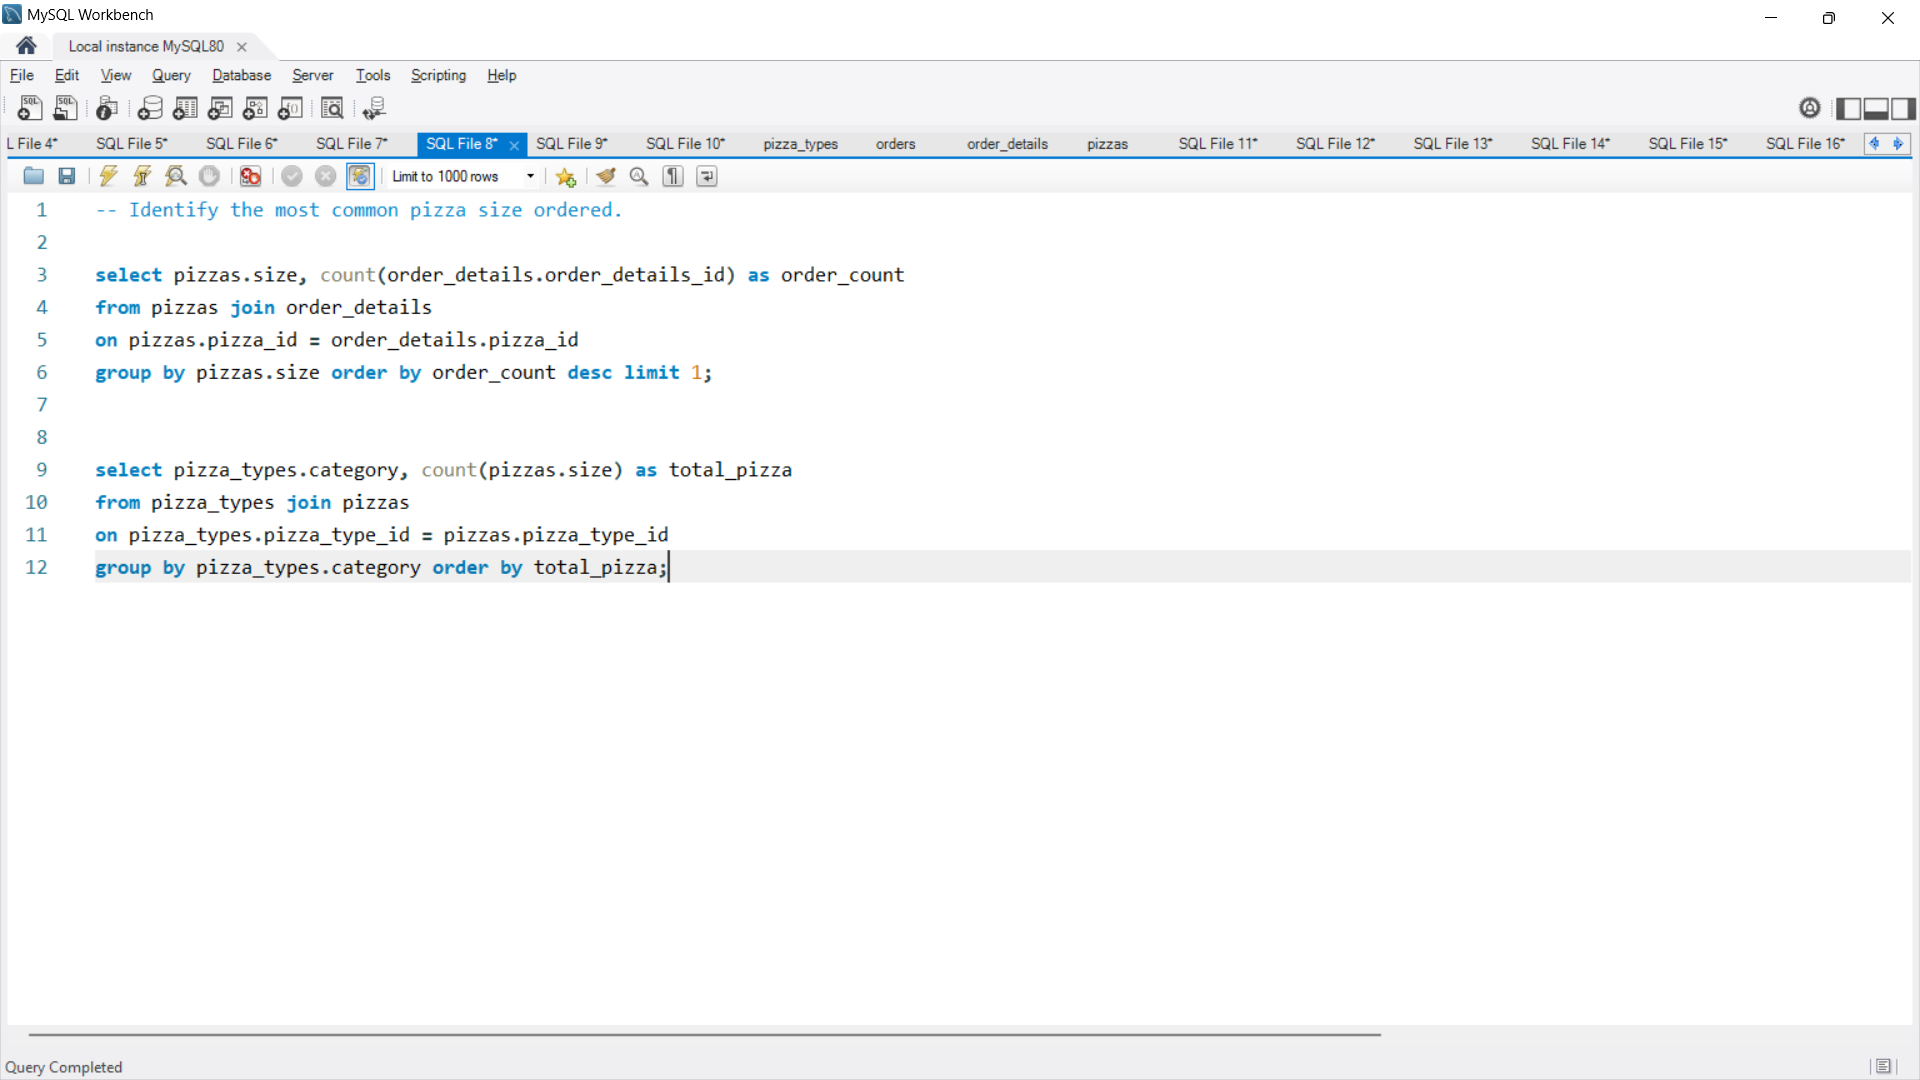 MySQL Workbench
Local instance MySQL80
File Edit View Query Database Server Tools Scripting Help
L File 4* SQL File 5* SQL File 6* SQL File 7* SQL File 8* SQL File 9* SQL File 10* pizza_types orders order_details pizzas SQL File 11* SQL File 12* SQL File 13* SQL File 14* SQL File 15* SQL File 16*
Limit to 1000 rows
1 -- Identify the most common pizza size ordered.
2
3 select pizzas.size, count(order_details.order_details_id) as order_count
4 from pizzas join order_details
5 on pizzas.pizza_id = order_details.pizza_id
6 group by pizzas.size order by order_count desc limit 1;
7
8
9 select pizza_types.category, count(pizzas.size) as total_pizza
10 from pizza_types join pizzas
11 on pizza_types.pizza_type_id = pizzas.pizza_type_id
12 group by pizza_types.category order by total_pizza;
Query Completed